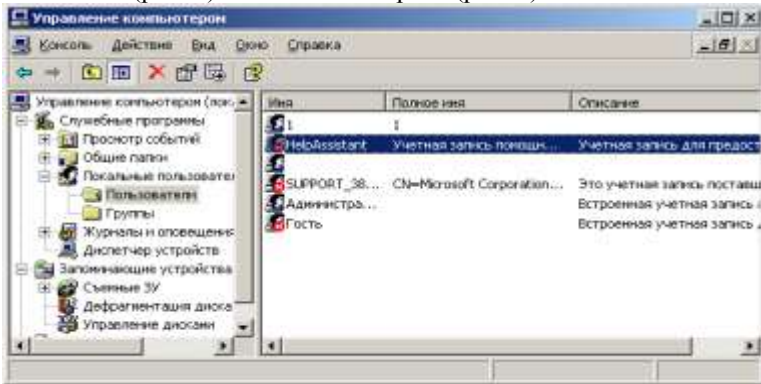 Управление компьютером
Консоль Действие Вид Окно Справка
Управление компьютером (лок
Служебные программы
Просмотр событий
Общие папки
Локальные пользовател
Пользователи
Группы
Журналы и оповещения
Диспетчер устройств
Запоминающие устройства
Съемные ЗУ
Дефрагментация диска
Управление дисками
Имя Полное имя Описание
1 1
HelpAssistant Учетная запись помощн... Учетная запись для предост
SUPPORT_38... CN=Microsoft Corporation... Это учетная запись поставщ
Администра... Встроенная учетная запись
Гость Встроенная учетная запись